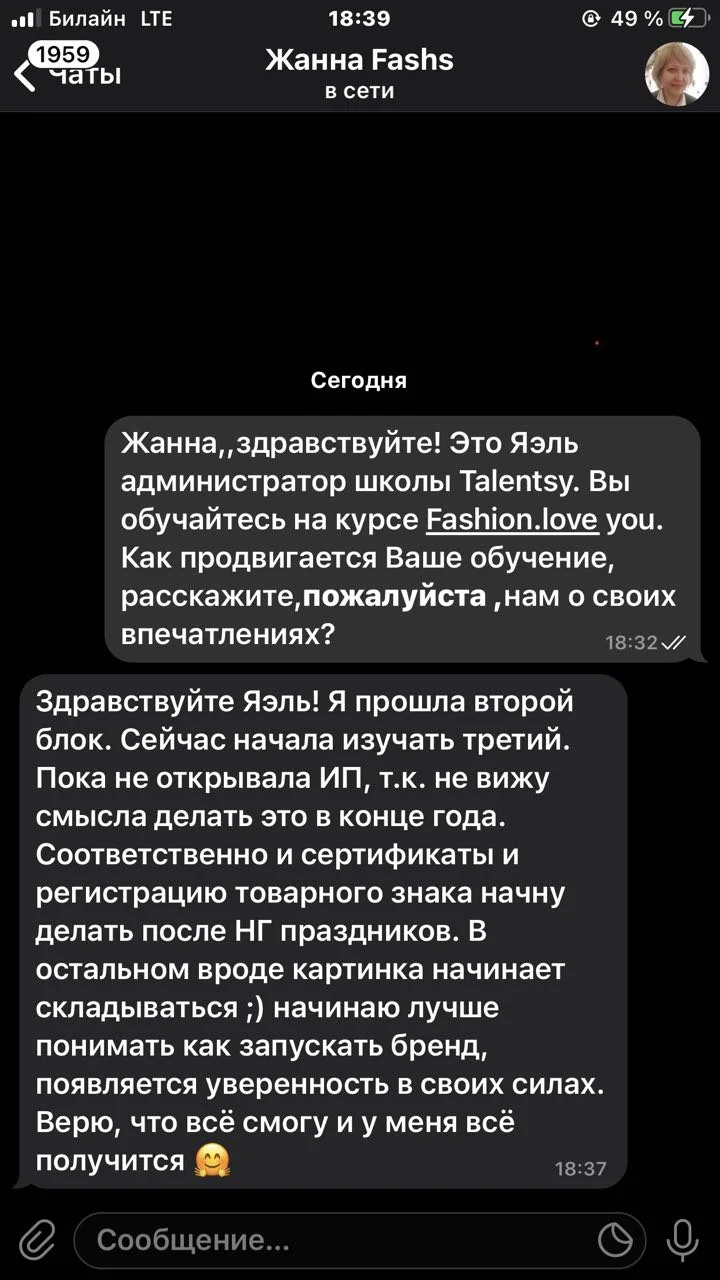 Билайн LTE 18:39 49 %
1959
Чаты
Жанна Fashs
в сети
Сегодня
Жанна,,здравствуйте! Это Яэль
администратор школы Talentsy. Вы
обучайтесь на курсе Fashion.love you.
Как продвигается Ваше обучение,
расскажите,пожалуйста ,нам о своих
впечатлениях?
18:32
Здравствуйте Яэль! Я прошла второй
блок. Сейчас начала изучать третий.
Пока не открывала ИП, т.к. не вижу
смысла делать это в конце года.
Соответственно и сертификаты и
регистрацию товарного знака начну
делать после НГ праздников. В
остальном вроде картинка начинает
складываться ;) начинаю лучше
понимать как запускать бренд,
появляется уверенность в своих силах.
Верю, что всё смогу и у меня всё
получится 🤗
18:37
Сообщение...